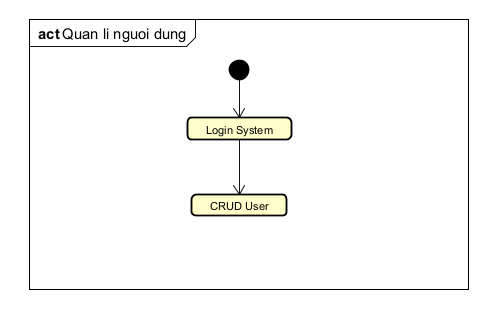 act Quan li nguoi dung
Login System
CRUD User